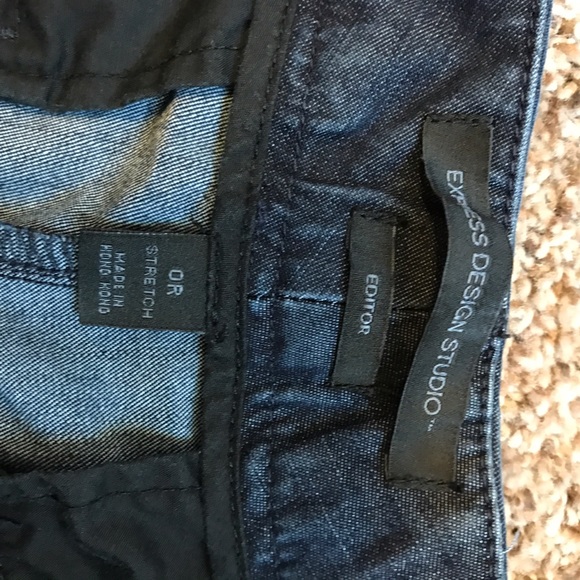 EXPRESS DESIGN STUDIO™
EDITOR
0R
STRETCH
MADE IN
HONG KONG